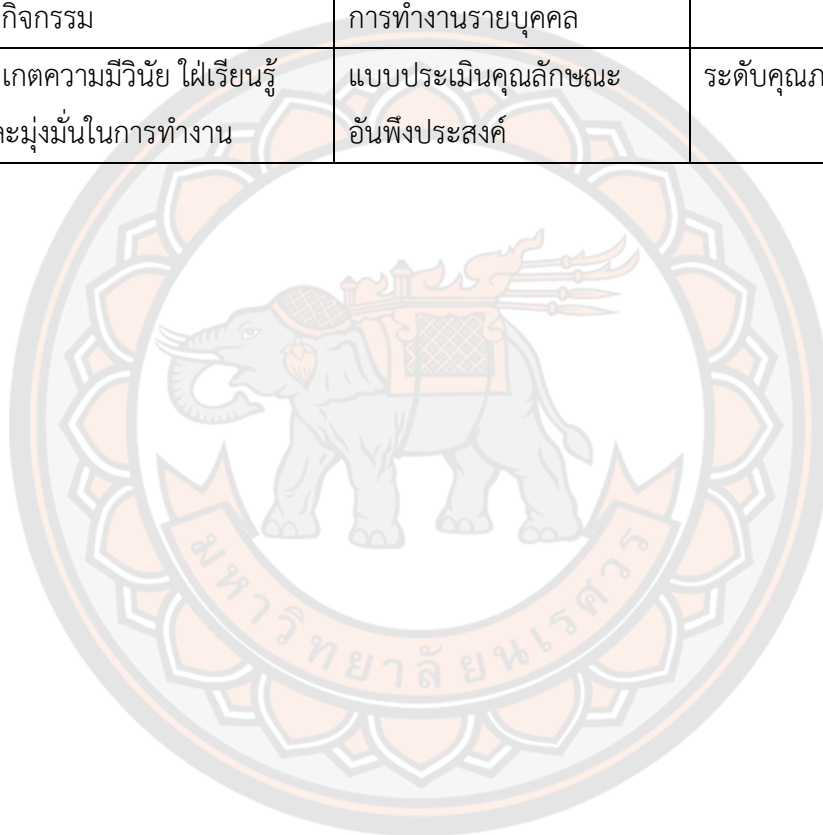 กิจกรรม
การทำงานรายบุคคล
เกตความมีวินัย ใฝ่เรียนรู้
แบบประเมินคุณลักษณะ
ระดับคุณภ
ละมุ่งมั่นในการทำงาน
อันพึงประสงค์
มหาวิทยาลัยนเรศวร